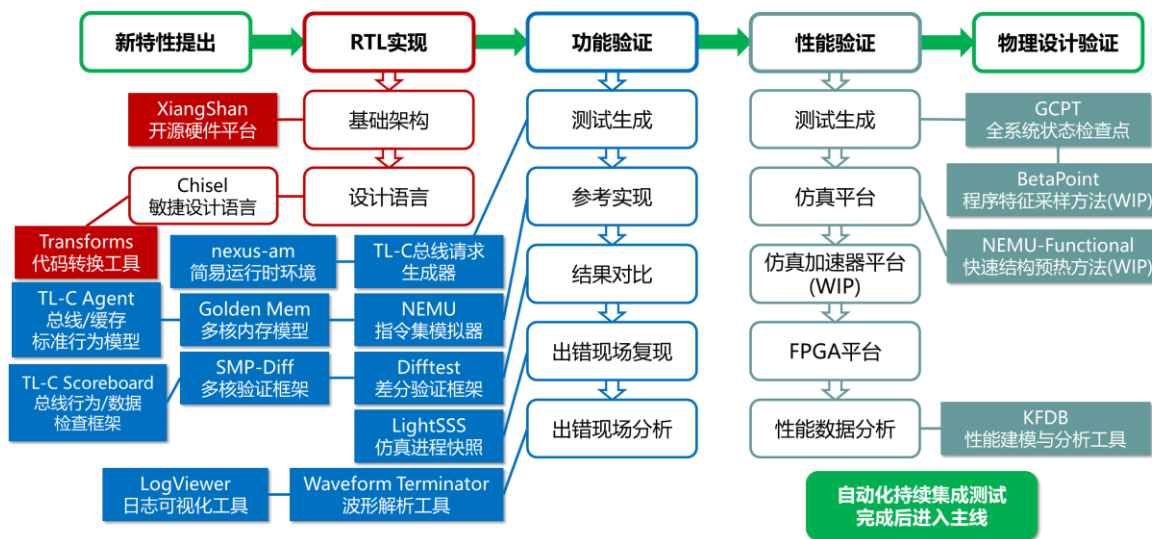 新特性提出
RTL实现
功能验证
性能验证
物理设计验证
XiangShan
开源硬件平台
基础架构
测试生成
测试生成
GCPT
全系统状态检查点
Chisel
敏捷设计语言
设计语言
参考实现
仿真平台
BetaPoint
程序特征采样方法(WIP)
Transforms
代码转换工具
nexus-am
简易运行时环境
TL-C总线请求
生成器
结果对比
仿真加速器平台
(WIP)
NEMU-Functional
快速结构预热方法(WIP)
TL-C Agent
总线/缓存
标准行为模型
Golden Mem
多核内存模型
NEMU
指令集模拟器
出错现场复现
FPGA平台
TL-C Scoreboard
总线行为/数据
检查框架
SMP-Diff
多核验证框架
Difftest
差分验证框架
LightSSS
仿真进程快照
出错现场分析
性能数据分析
KFDB
性能建模与分析工具
LogViewer
日志可视化工具
Waveform Terminator
波形解析工具
自动化持续集成测试
完成后进入主线